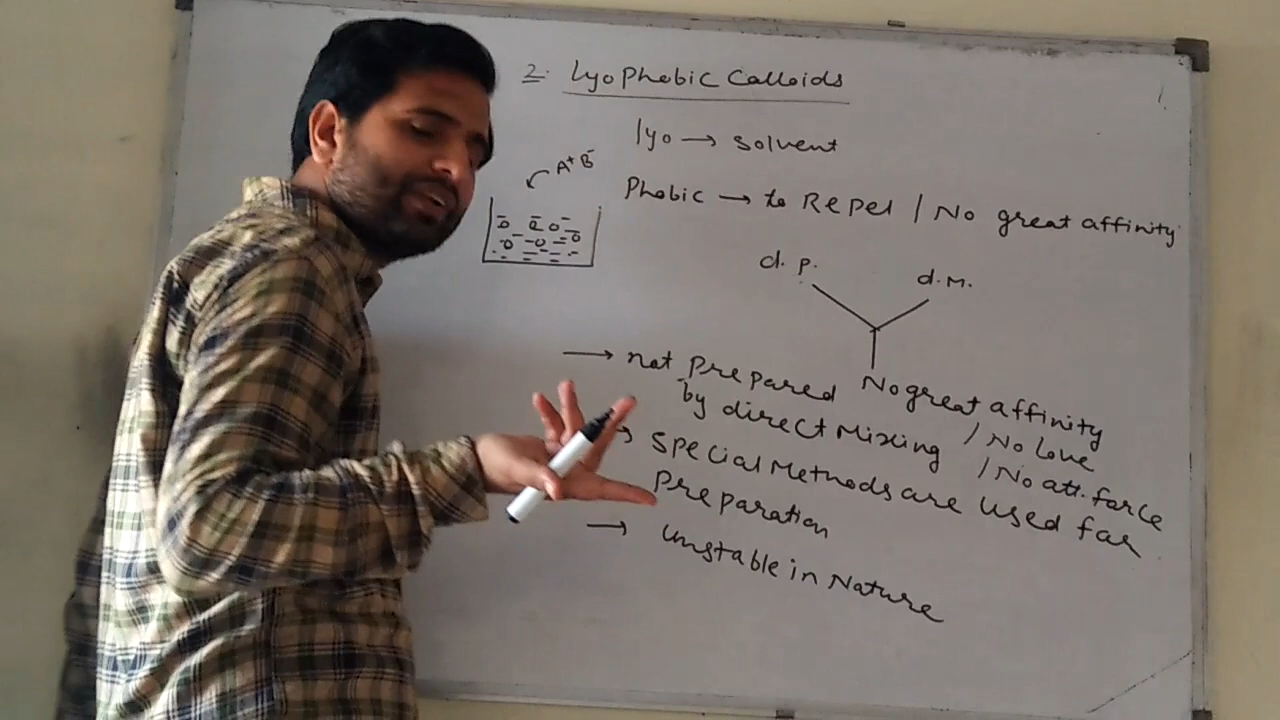 2. Lyophobic Calloids
lyo → solvent
A⁺ B⁻
Phobic → to Repel / No great affinity
d. p.
d. M.
→ not Prepared
by direct Mixing
No great affinity
/ No Love
/ No att. force
→ Special Methods are used for
Preparation
→ Unstable in Nature